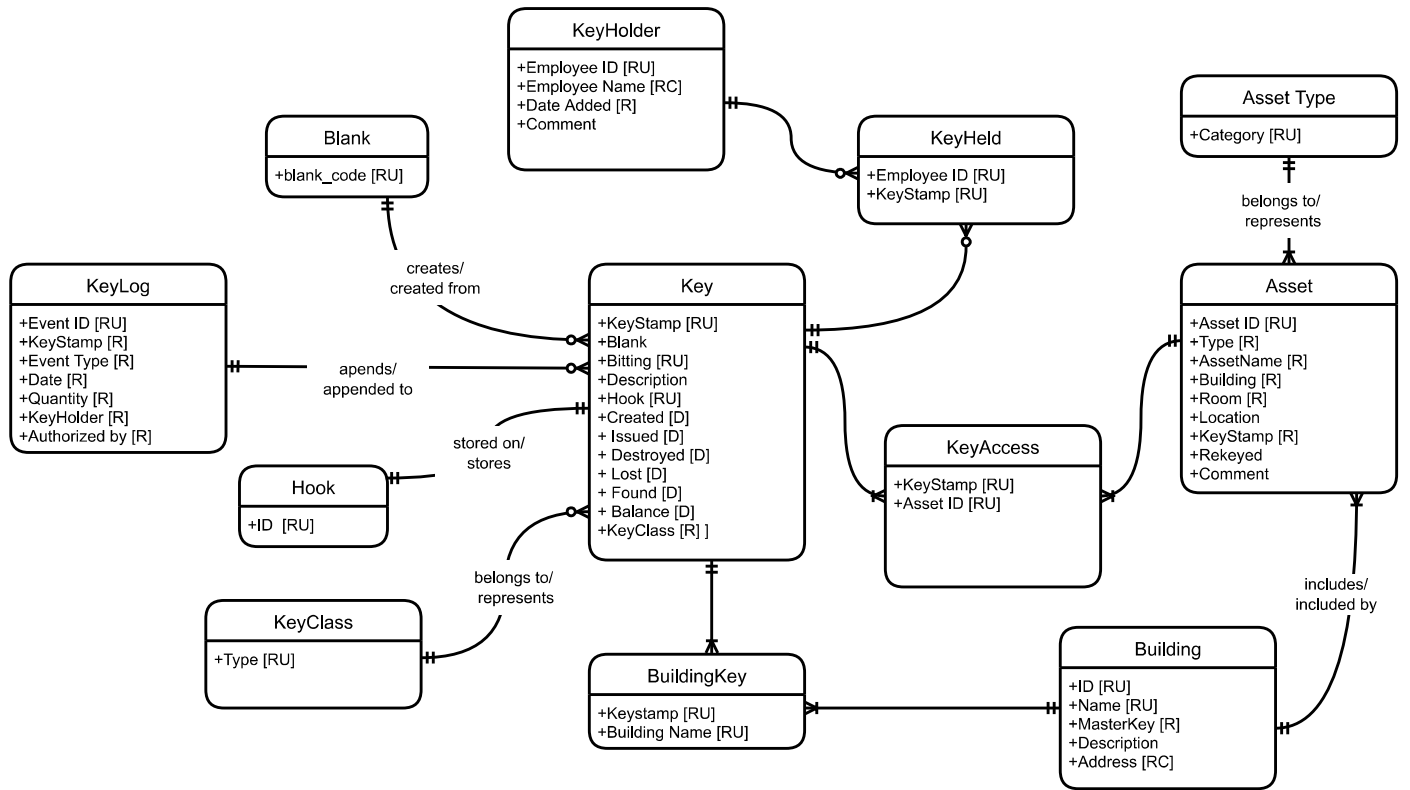 KeyHolder
+Employee ID [RU]
+Employee Name [RC]
+Date Added [R]
+Comment
Asset Type
+Category [RU]
Blank
+blank_code [RU]
KeyHeld
+Employee ID [RU]
+KeyStamp [RU]
belongs to/
represents
creates/
created from
KeyLog
+Event ID [RU]
+KeyStamp [R]
+Event Type [R]
+Date [R]
+Quantity [R]
+KeyHolder [R]
+Authorized by [R]
apends/
appended to
Key
+KeyStamp [RU]
+Blank
+Bitting [RU]
+Description
+Hook [RU]
+Created [D]
+ Issued [D]
+ Destroyed [D]
+ Lost [D]
+ Found [D]
+ Balance [D]
+KeyClass [R] ]
Asset
+Asset ID [RU]
+Type [R]
+AssetName [R]
+Building [R]
+Room [R]
+Location
+KeyStamp [R]
+Rekeyed
+Comment
stored on/
stores
KeyAccess
+KeyStamp [RU]
+Asset ID [RU]
Hook
+ID [RU]
belongs to/
represents
includes/
included by
KeyClass
+Type [RU]
BuildingKey
+Keystamp [RU]
+Building Name [RU]
Building
+ID [RU]
+Name [RU]
+MasterKey [R]
+Description
+Address [RC]